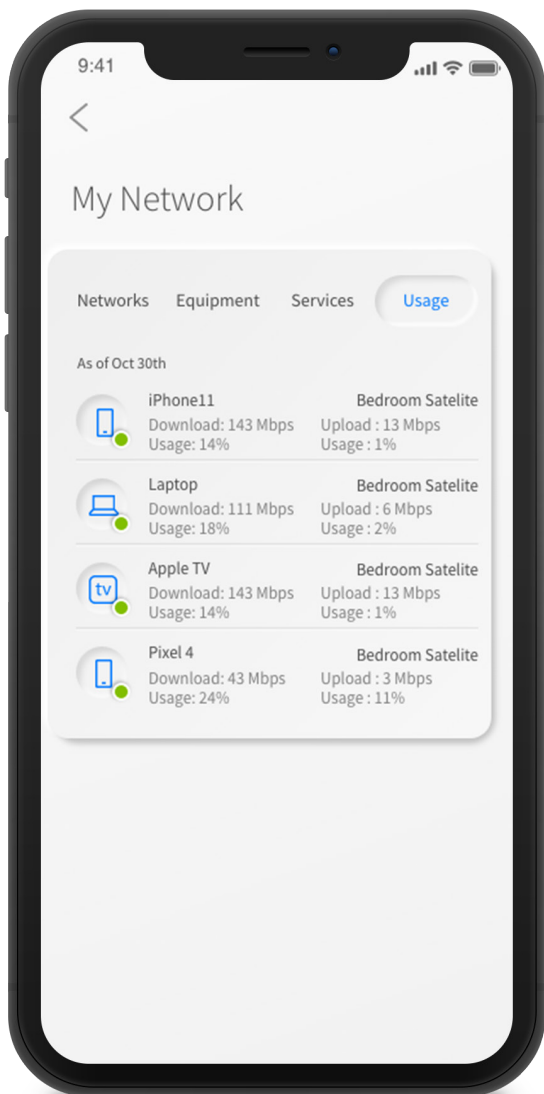 9:41
My Network
Networks Equipment Services Usage
As of Oct 30th
iPhone11 Bedroom Satelite
Download: 143 Mbps Upload : 13 Mbps
Usage: 14% Usage : 1%
Laptop Bedroom Satelite
Download: 111 Mbps Upload : 6 Mbps
Usage: 18% Usage : 2%
Apple TV Bedroom Satelite
tv Download: 143 Mbps Upload : 13 Mbps
Usage: 14% Usage : 1%
Pixel 4 Bedroom Satelite
Download: 43 Mbps Upload : 3 Mbps
Usage: 24% Usage : 11%